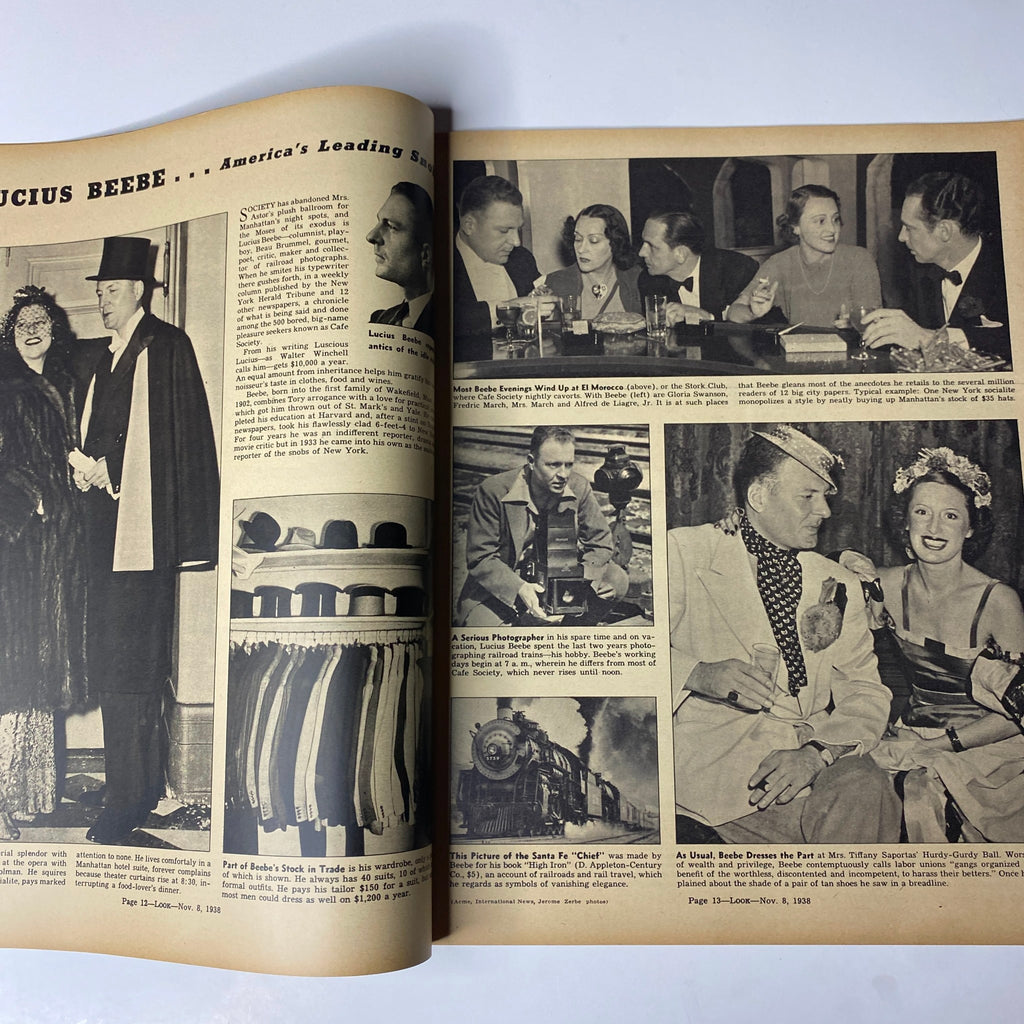 LUCIUS BEEBE... America's Leading
SOCIETY has abandoned Mrs.
Astor's plush ballroom for
Manhattan's night spots, and
the Moses of its exodus is
Lucius Beebe—columnist, play-
boy, Beau Brummel, gourmet,
poet, critic, maker and collec-
tor of railroad photographs.
When he smites his typewriter
there gushes forth, in a weekly
column published by the New
York Herald Tribune and 12
other newspapers, a chronicle
of what is being said and done
among the 500 bored, big-name
pleasure seekers known as Cafe
Society.
From his writing Luscious
Lucius—as Walter Winchell
calls him—gets $10,000 a year.
An equal amount from inheritance helps him gratify
noisseur's taste in clothes, food and wines.
Beebe, born into the first family of Wakefield,
1902, combines Tory arrogance with a love for
which got him thrown out of St. Mark's and Yale. He
pleted his education at Harvard and, after a stint on
newspapers, took his flawlessly clad 6-feet-4 to New
For four years he was an indifferent reporter,
movie critic but in 1933 he came into his own as the
reporter of the snobs of New York.
Lucius Beebe
antics of the
erial splendor with
at the opera with
olman. He squires
ialite, pays marked
attention to none. He lives comfortaly in a
Manhattan hotel suite, forever complains
because theater curtains rise at 8:30, in-
terrupting a food-lover's dinner.
Part of Beebe's Stock in Trade is his wardrobe, only
of which is shown. He always has 40 suits, 10 of
formal outfits. He pays his tailor $150 for a suit,
most men could dress as well on $1,200 a year.
Page 12—LOOK—Nov. 8, 1938
Most Beebe Evenings Wind Up at El Morocco (above), or the Stork Club,
where Cafe Society nightly cavorts. With Beebe (left) are Gloria Swanson,
Fredric March, Mrs. March and Alfred de Liagre, Jr. It is at such places
that Beebe gleans most of the anecdotes he retails to the several million
readers of 12 big city papers. Typical example: One New York socialite
monopolizes a style by neatly buying up Manhattan's stock of $35 hats.
A Serious Photographer in his spare time and on va-
cation, Lucius Beebe spent the last two years photo-
graphing railroad trains—his hobby. Beebe's working
days begin at 7 a. m., wherein he differs from most of
Cafe Society, which never rises until noon.
This Picture of the Santa Fe "Chief" was made by
Beebe for his book "High Iron" (D. Appleton-Century
Co., $5), an account of railroads and rail travel, which
he regards as symbols of vanishing elegance.
(Acme, International News, Jerome Zerbe photos)
As Usual, Beebe Dresses the Part at Mrs. Tiffany Saportas' Hurdy-Gurdy Ball.
of wealth and privilege, Beebe contemptuously calls labor unions "gangs organized
benefit of the worthless, discontented and incompetent, to harass their betters." Once
plained about the shade of a pair of tan shoes he saw in a breadline.
Page 13—LOOK—Nov. 8, 1938